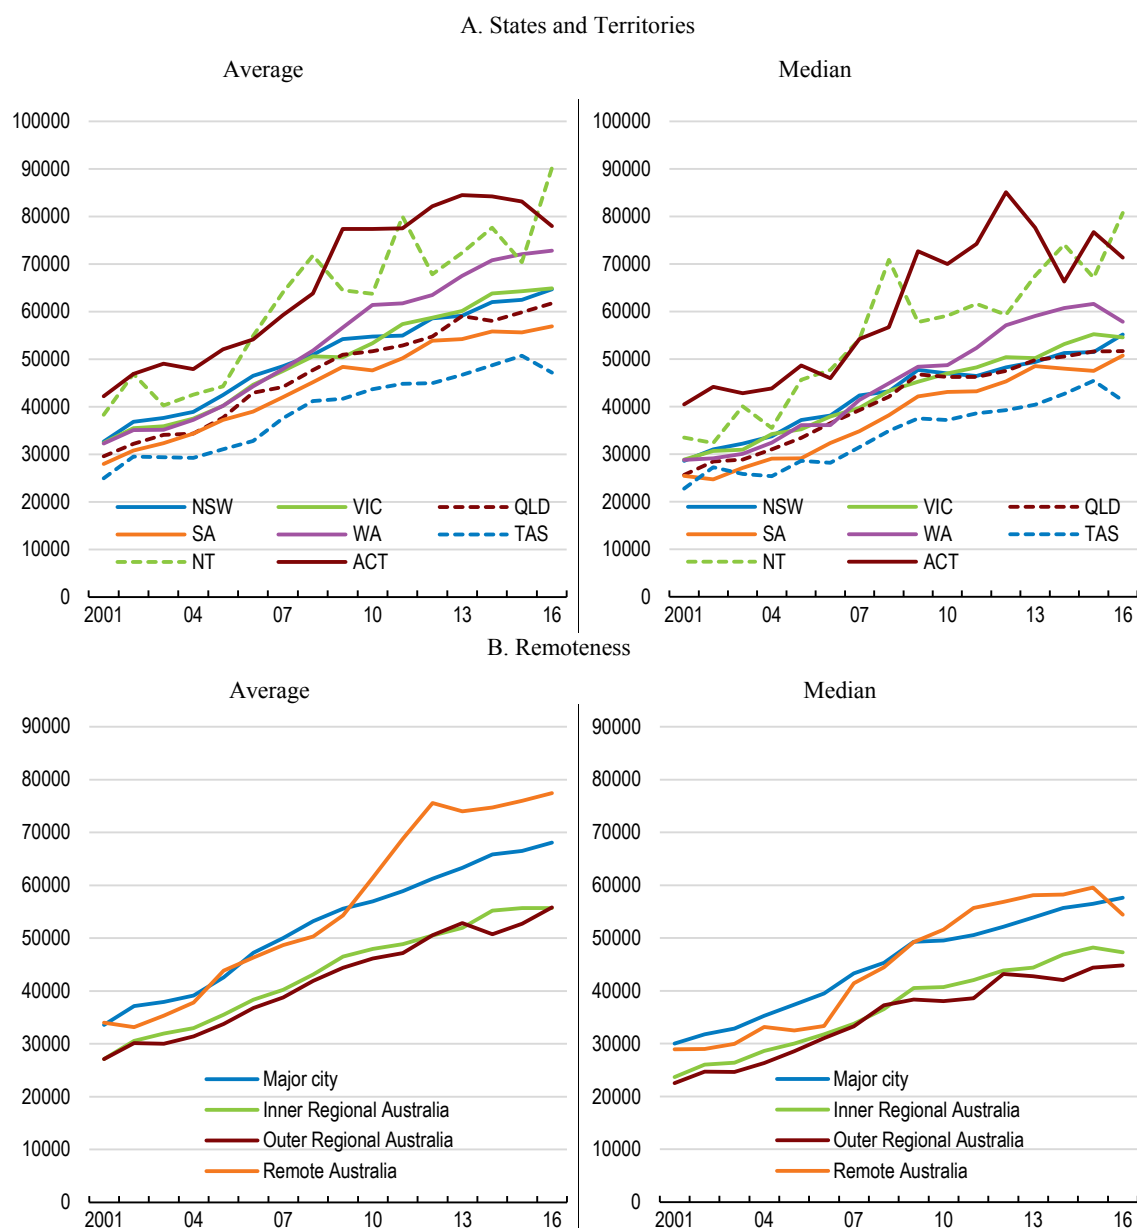 A. States and Territories
Average
Median
100000
90000
80000
70000
60000
50000
40000
30000
20000
10000
0
NSW VIC QLD
SA WA TAS
NT ACT
2001 04 07 10 13 16
100000
90000
80000
70000
60000
50000
40000
30000
20000
10000
0
NSW VIC QLD
SA WA TAS
NT ACT
2001 04 07 10 13 16
B. Remoteness
Average
Median
90000
80000
70000
60000
50000
40000
30000
20000
10000
0
Major city
Inner Regional Australia
Outer Regional Australia
Remote Australia
2001 04 07 10 13 16
90000
80000
70000
60000
50000
40000
30000
20000
10000
0
Major city
Inner Regional Australia
Outer Regional Australia
Remote Australia
2001 04 07 10 13 16